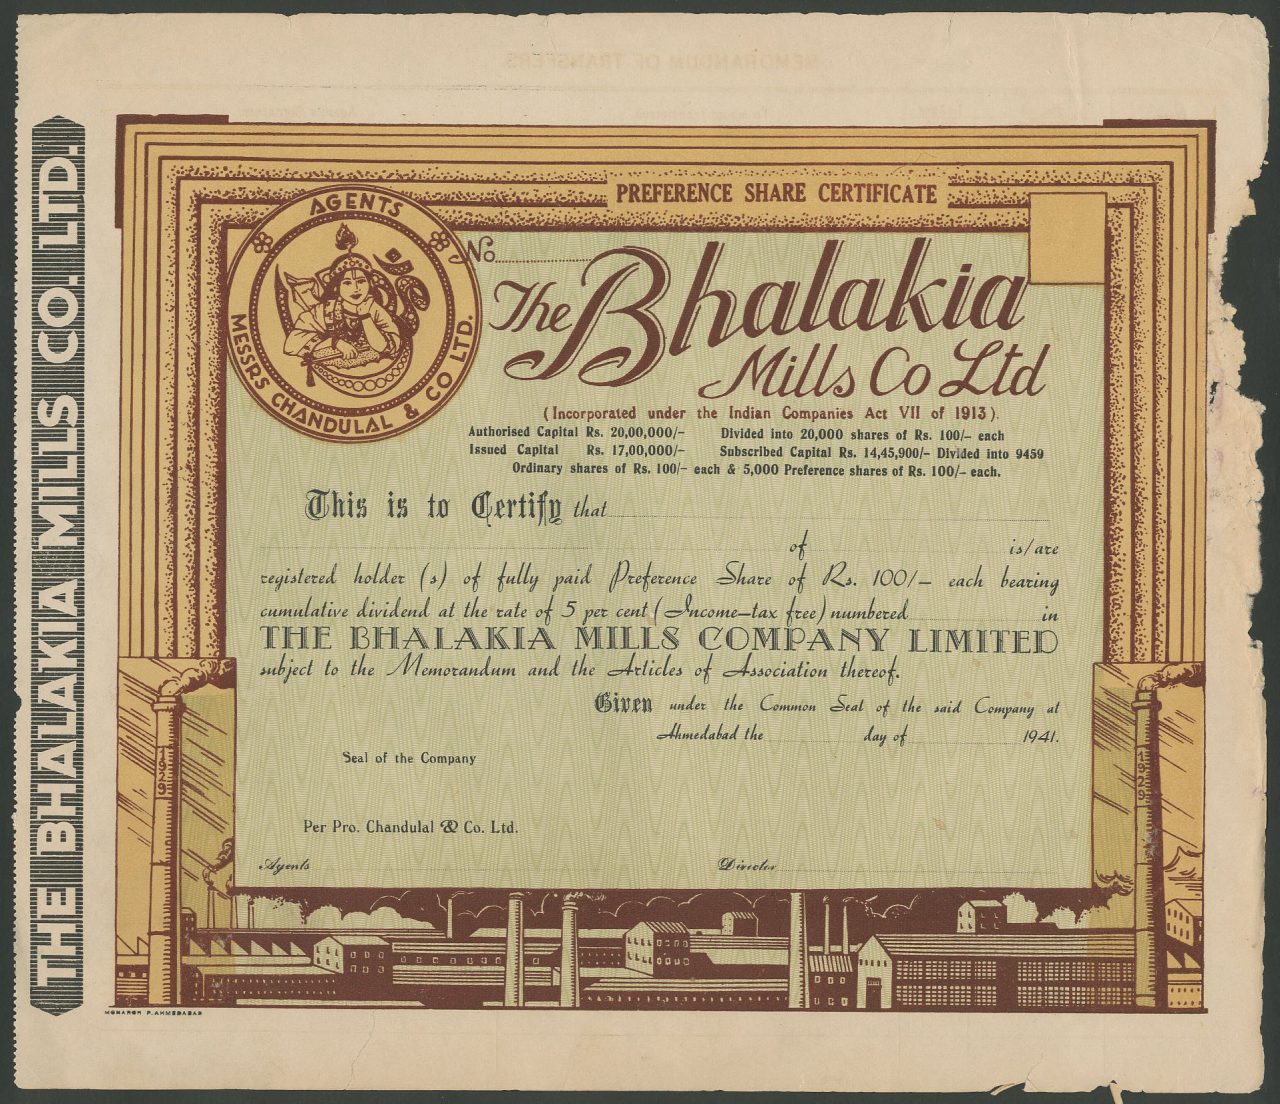 MEMORANDUM OF TRANSFERS
THE BHALAKIA MILLS CO. LTD.
PREFERENCE SHARE CERTIFICATE
AGENTS
MESSRS CHANDULAL & CO LTD.
ॐ
No.
The Bhalakia
Mills Co Ltd
(Incorporated under the Indian Companies Act VII of 1913).
Authorised Capital Rs. 20,00,000/- Divided into 20,000 shares of Rs. 100/- each
Issued Capital Rs. 17,00,000/- Subscribed Capital Rs. 14,45,900/- Divided into 9459
Ordinary shares of Rs. 100/- each & 5,000 Preference shares of Rs. 100/- each.
This is to Certify that
of is/are
registered holder (s) of fully paid Preference Share of Rs. 100/- each bearing
cumulative dividend at the rate of 5 per cent (Income-tax free) numbered in
THE BHALAKIA MILLS COMPANY LIMITED
subject to the Memorandum and the Articles of Association thereof.
Given under the Common Seal of the said Company at
Ahmedabad the day of 1941.
Seal of the Company
1929
1929
Per Pro. Chandulal & Co. Ltd.
Agents Director
MONARCH P. AHMEDABAD